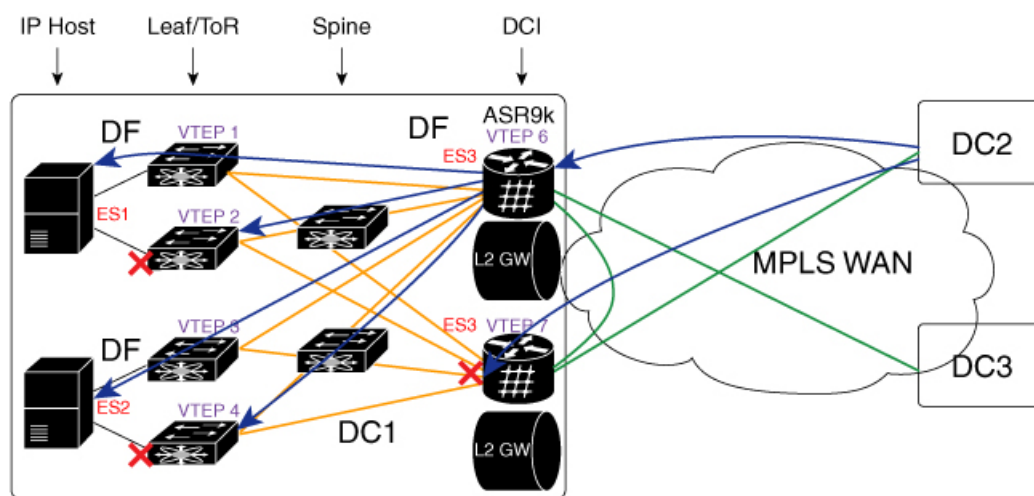 IP Host
Leaf/ToR
Spine
DCI
DF
VTEP 1
DF
ASR9k
VTEP 6
ES3
DC2
ES1
VTEP 2
L2 GW
MPLS WAN
DF
VTEP 3
ES3
VTEP 7
DC3
ES2
VTEP 4
DC1
L2 GW